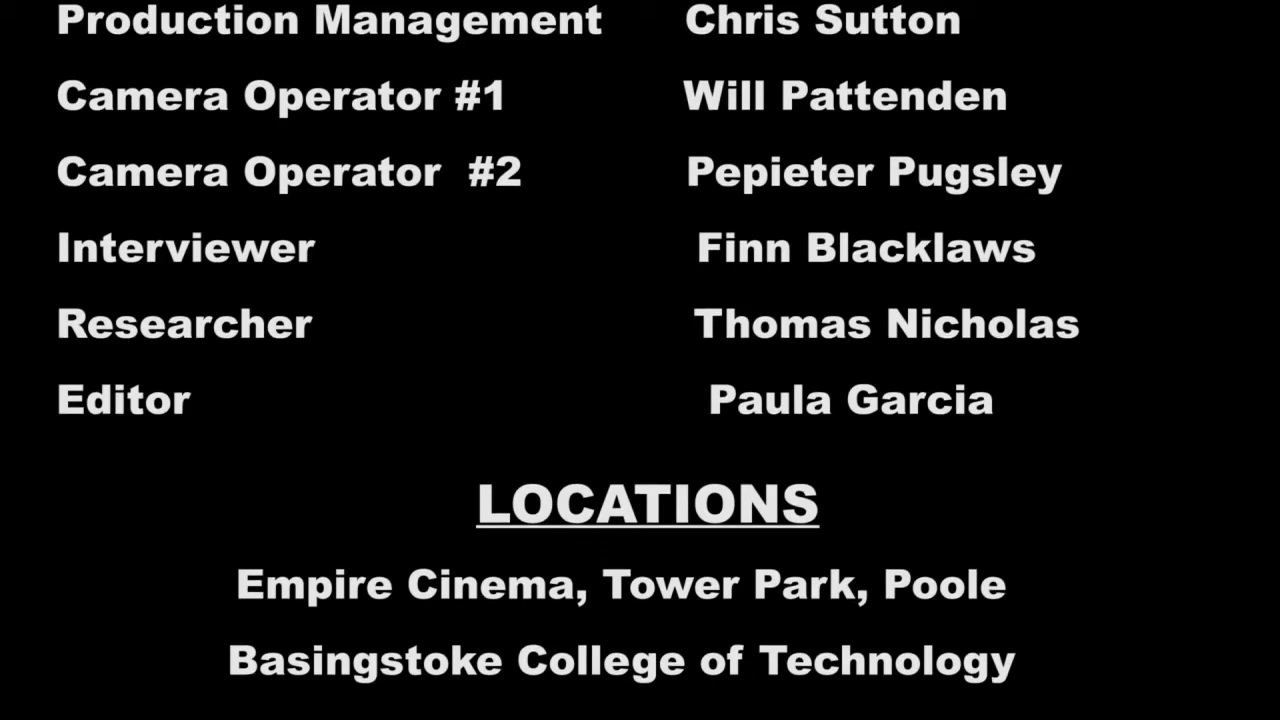 Production Management Chris Sutton
Camera Operator #1 Will Pattenden
Camera Operator #2 Pepieter Pugsley
Interviewer Finn Blacklaws
Researcher Thomas Nicholas
Editor Paula Garcia
LOCATIONS
Empire Cinema, Tower Park, Poole
Basingstoke College of Technology